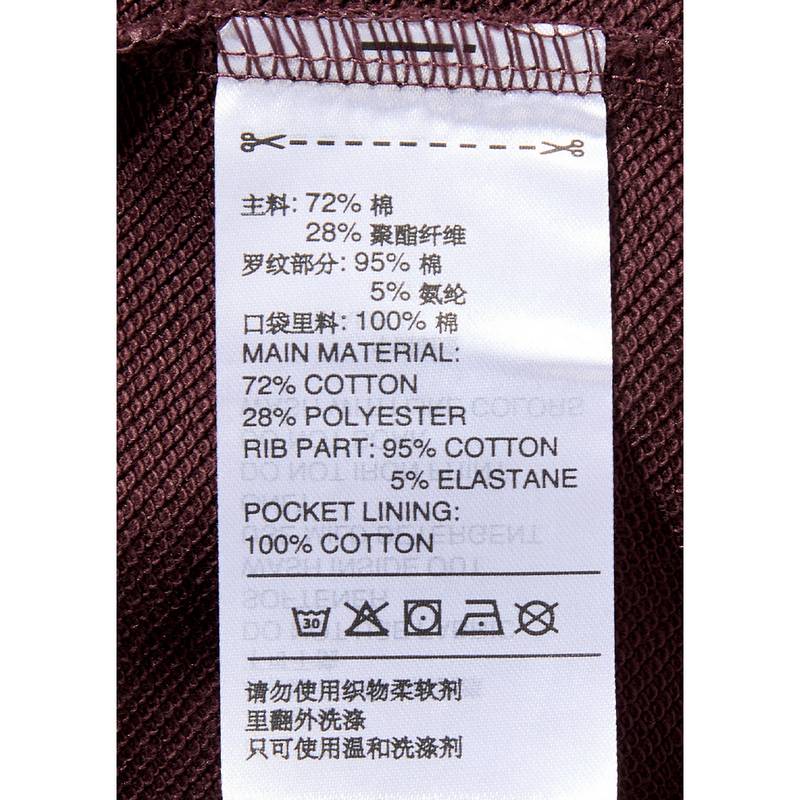 主料: 72% 棉
28% 聚酯纤维
罗纹部分: 95% 棉
5% 氨纶
口袋里料: 100% 棉
MAIN MATERIAL:
72% COTTON
28% POLYESTER
RIB PART: 95% COTTON
5% ELASTANE
POCKET LINING:
100% COTTON
30
请勿使用织物柔软剂
里翻外洗涤
只可使用温和洗涤剂